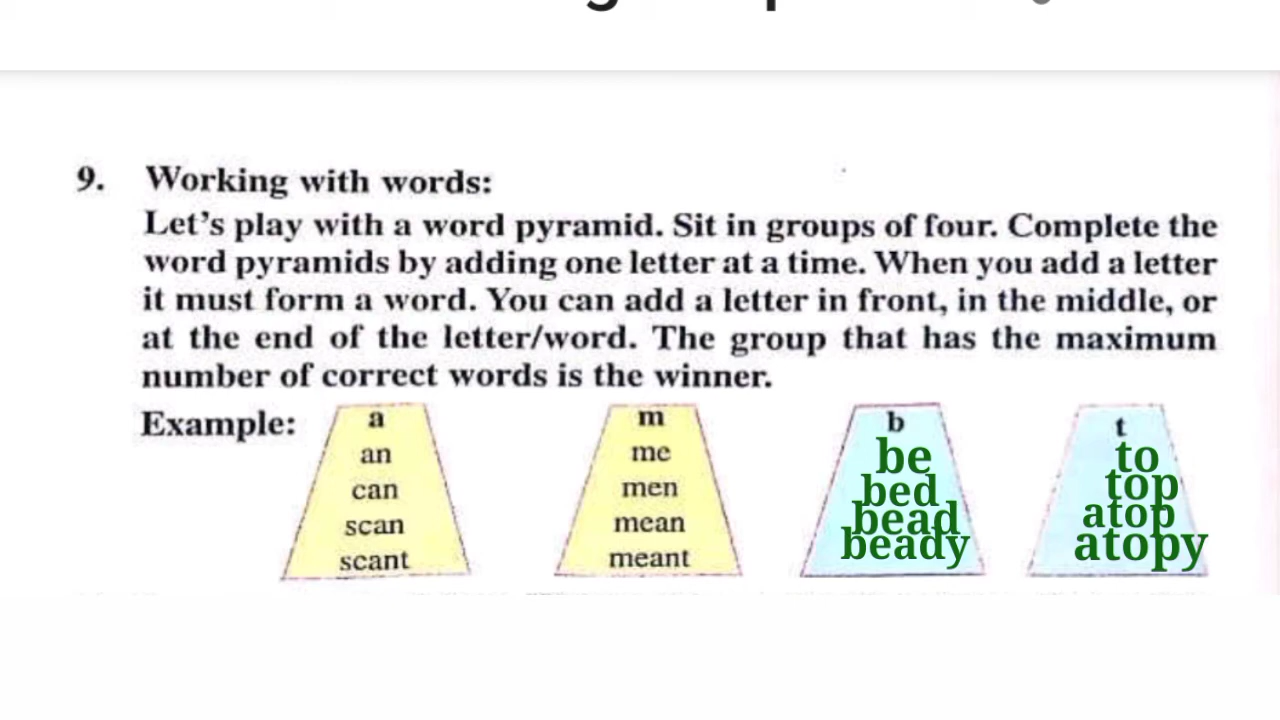 9. Working with words:
Let's play with a word pyramid. Sit in groups of four. Complete the
word pyramids by adding one letter at a time. When you add a letter
it must form a word. You can add a letter in front, in the middle, or
at the end of the letter/word. The group that has the maximum
number of correct words is the winner.
Example:
a
an
can
scan
scant
m
me
men
mean
meant
b
be
bed
bead
beady
t
to
top
atop
atopy